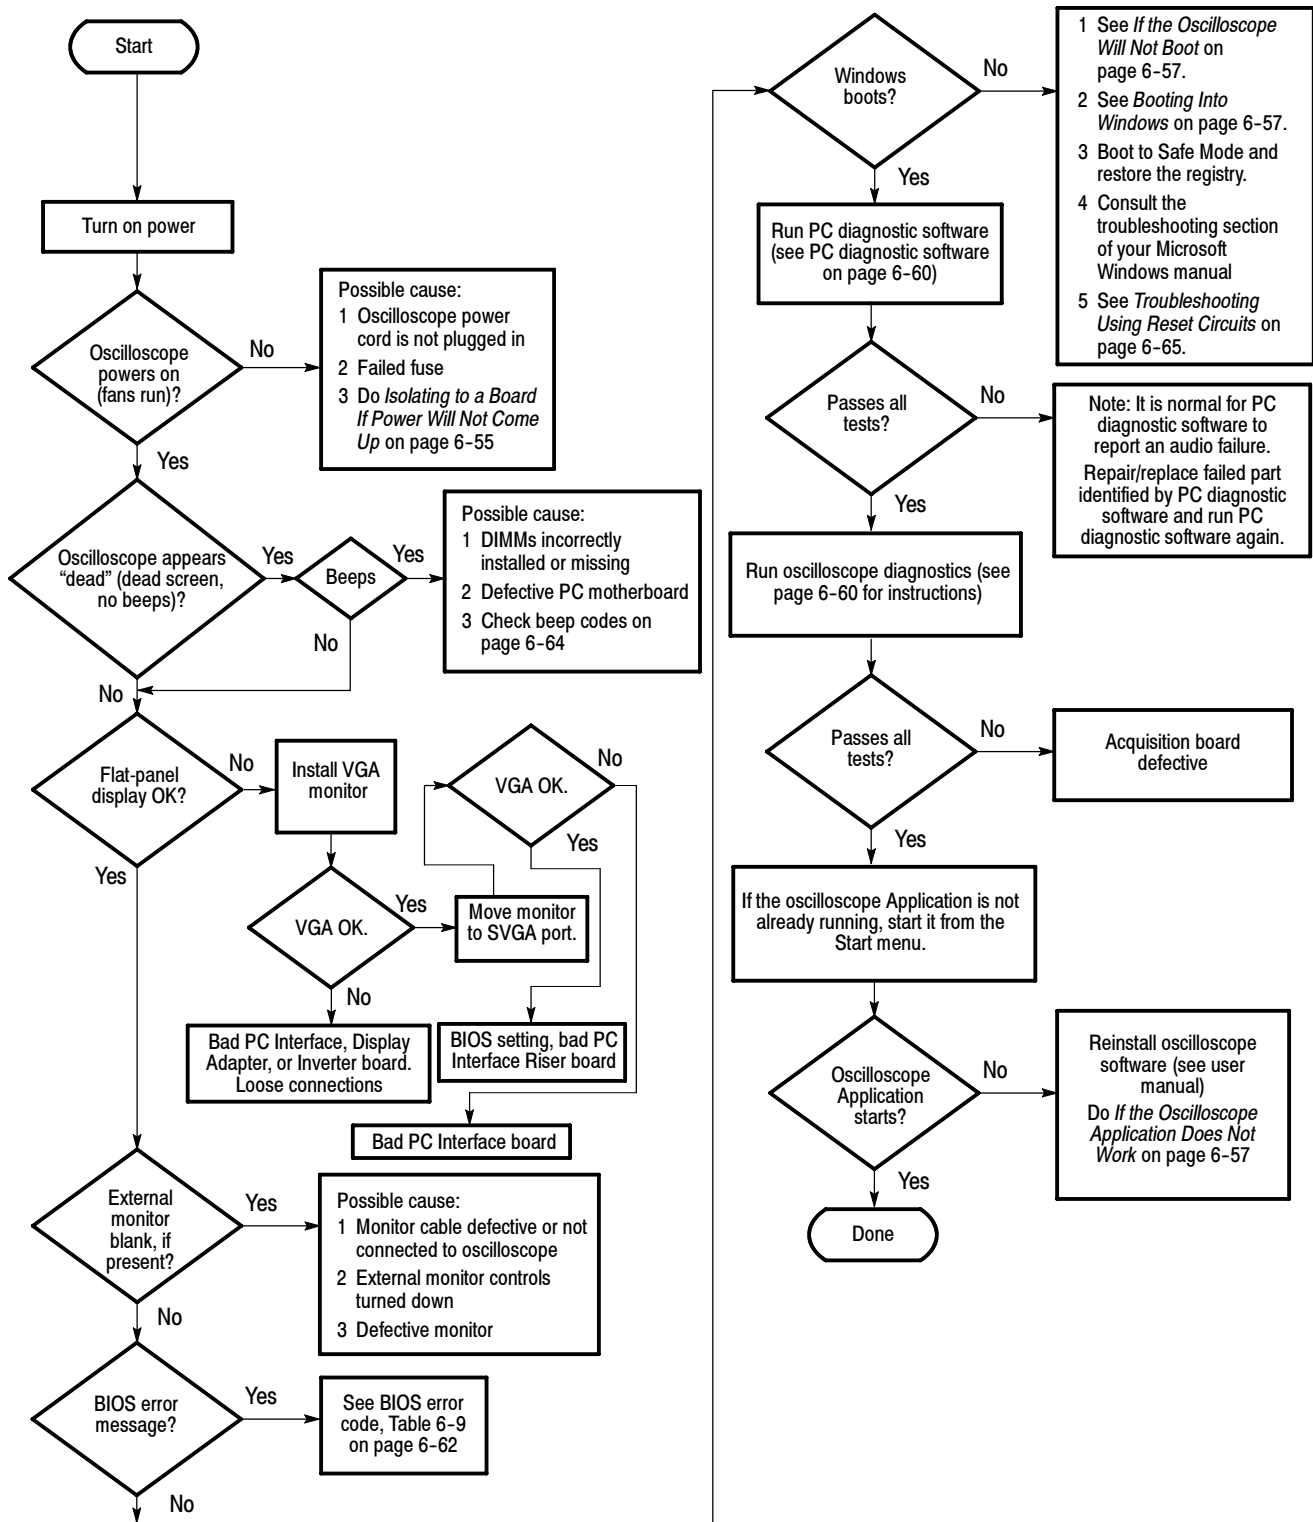 Start
Turn on power
Oscilloscope
powers on
(fans run)?
No
Possible cause:
1 Oscilloscope power
cord is not plugged in
2 Failed fuse
3 Do Isolating to a Board
If Power Will Not Come
Up on page 6-55
Yes
Oscilloscope appears
“dead” (dead screen,
no beeps)?
Yes
Beeps
Yes
Possible cause:
1 DIMMs incorrectly
installed or missing
2 Defective PC motherboard
3 Check beep codes on
page 6-64
No
No
Flat-panel
display OK?
No
Install VGA
monitor
VGA OK.
No
Yes
Yes
VGA OK.
Yes
Move monitor
to SVGA port.
No
Bad PC Interface, Display
Adapter, or Inverter board.
Loose connections
BIOS setting, bad PC
Interface Riser board
Bad PC Interface board
External
monitor
blank, if
present?
Yes
Possible cause:
1 Monitor cable defective or not
connected to oscilloscope
2 External monitor controls
turned down
3 Defective monitor
No
BIOS error
message?
Yes
See BIOS error
code, Table 6-9
on page 6-62
No
Windows
boots?
No
1 See If the Oscilloscope
Will Not Boot on
page 6-57.
2 See Booting Into
Windows on page 6-57.
3 Boot to Safe Mode and
restore the registry.
4 Consult the
troubleshooting section
of your Microsoft
Windows manual
5 See Troubleshooting
Using Reset Circuits on
page 6-65.
Yes
Run PC diagnostic software
(see PC diagnostic software
on page 6-60)
Passes all
tests?
No
Note: It is normal for PC
diagnostic software to
report an audio failure.
Repair/replace failed part
identified by PC diagnostic
software and run PC
diagnostic software again.
Yes
Run oscilloscope diagnostics (see
page 6-60 for instructions)
Passes all
tests?
No
Acquisition board
defective
Yes
If the oscilloscope Application is not
already running, start it from the
Start menu.
Oscilloscope
Application
starts?
No
Reinstall oscilloscope
software (see user
manual)
Do If the Oscilloscope
Application Does Not
Work on page 6-57
Yes
Done